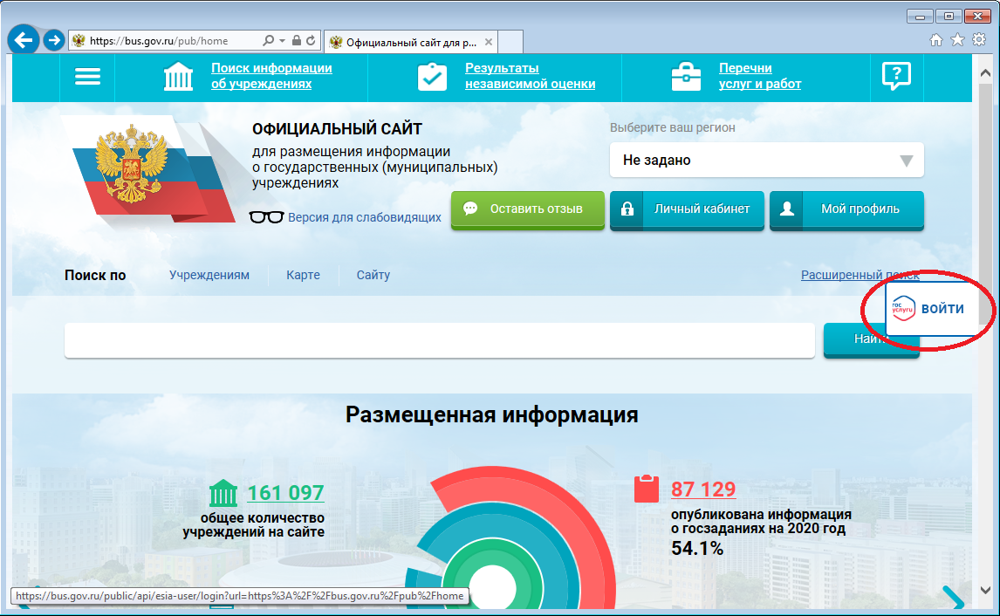 https://bus.gov.ru/pub/home
Официальный сайт для р...
Поиск информации
об учреждениях
Результаты
независимой оценки
Перечни
услуг и работ
ОФИЦИАЛЬНЫЙ САЙТ
для размещения информации
о государственных (муниципальных)
учреждениях
Версия для слабовидящих
Выберите ваш регион
Не задано
Оставить отзыв
Личный кабинет
Мой профиль
Поиск по
Учреждениям
Карте
Сайту
Расширенный поиск
гос
услуги
ВОЙТИ
Найти
Размещенная информация
161 097
общее количество
учреждений на сайте
87 129
опубликована информация
о госзаданиях на 2020 год
54.1%
https://bus.gov.ru/public/api/esia-user/login?url=https%3A%2F%2Fbus.gov.ru%2Fpub%2Fhome